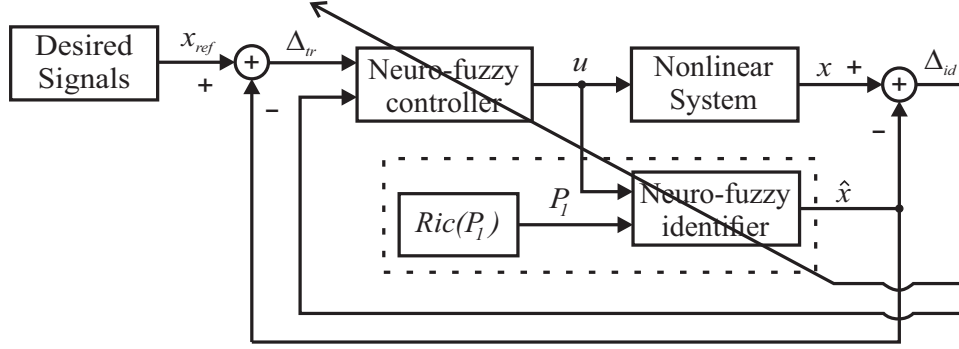 Desired
Signals
x_ref
+
+
−
Δ_tr
Neuro-fuzzy
controller
u
Nonlinear
System
x
+
+
−
Δ_id
Ric(P_1)
P_1
Neuro-fuzzy
identifier
x̂